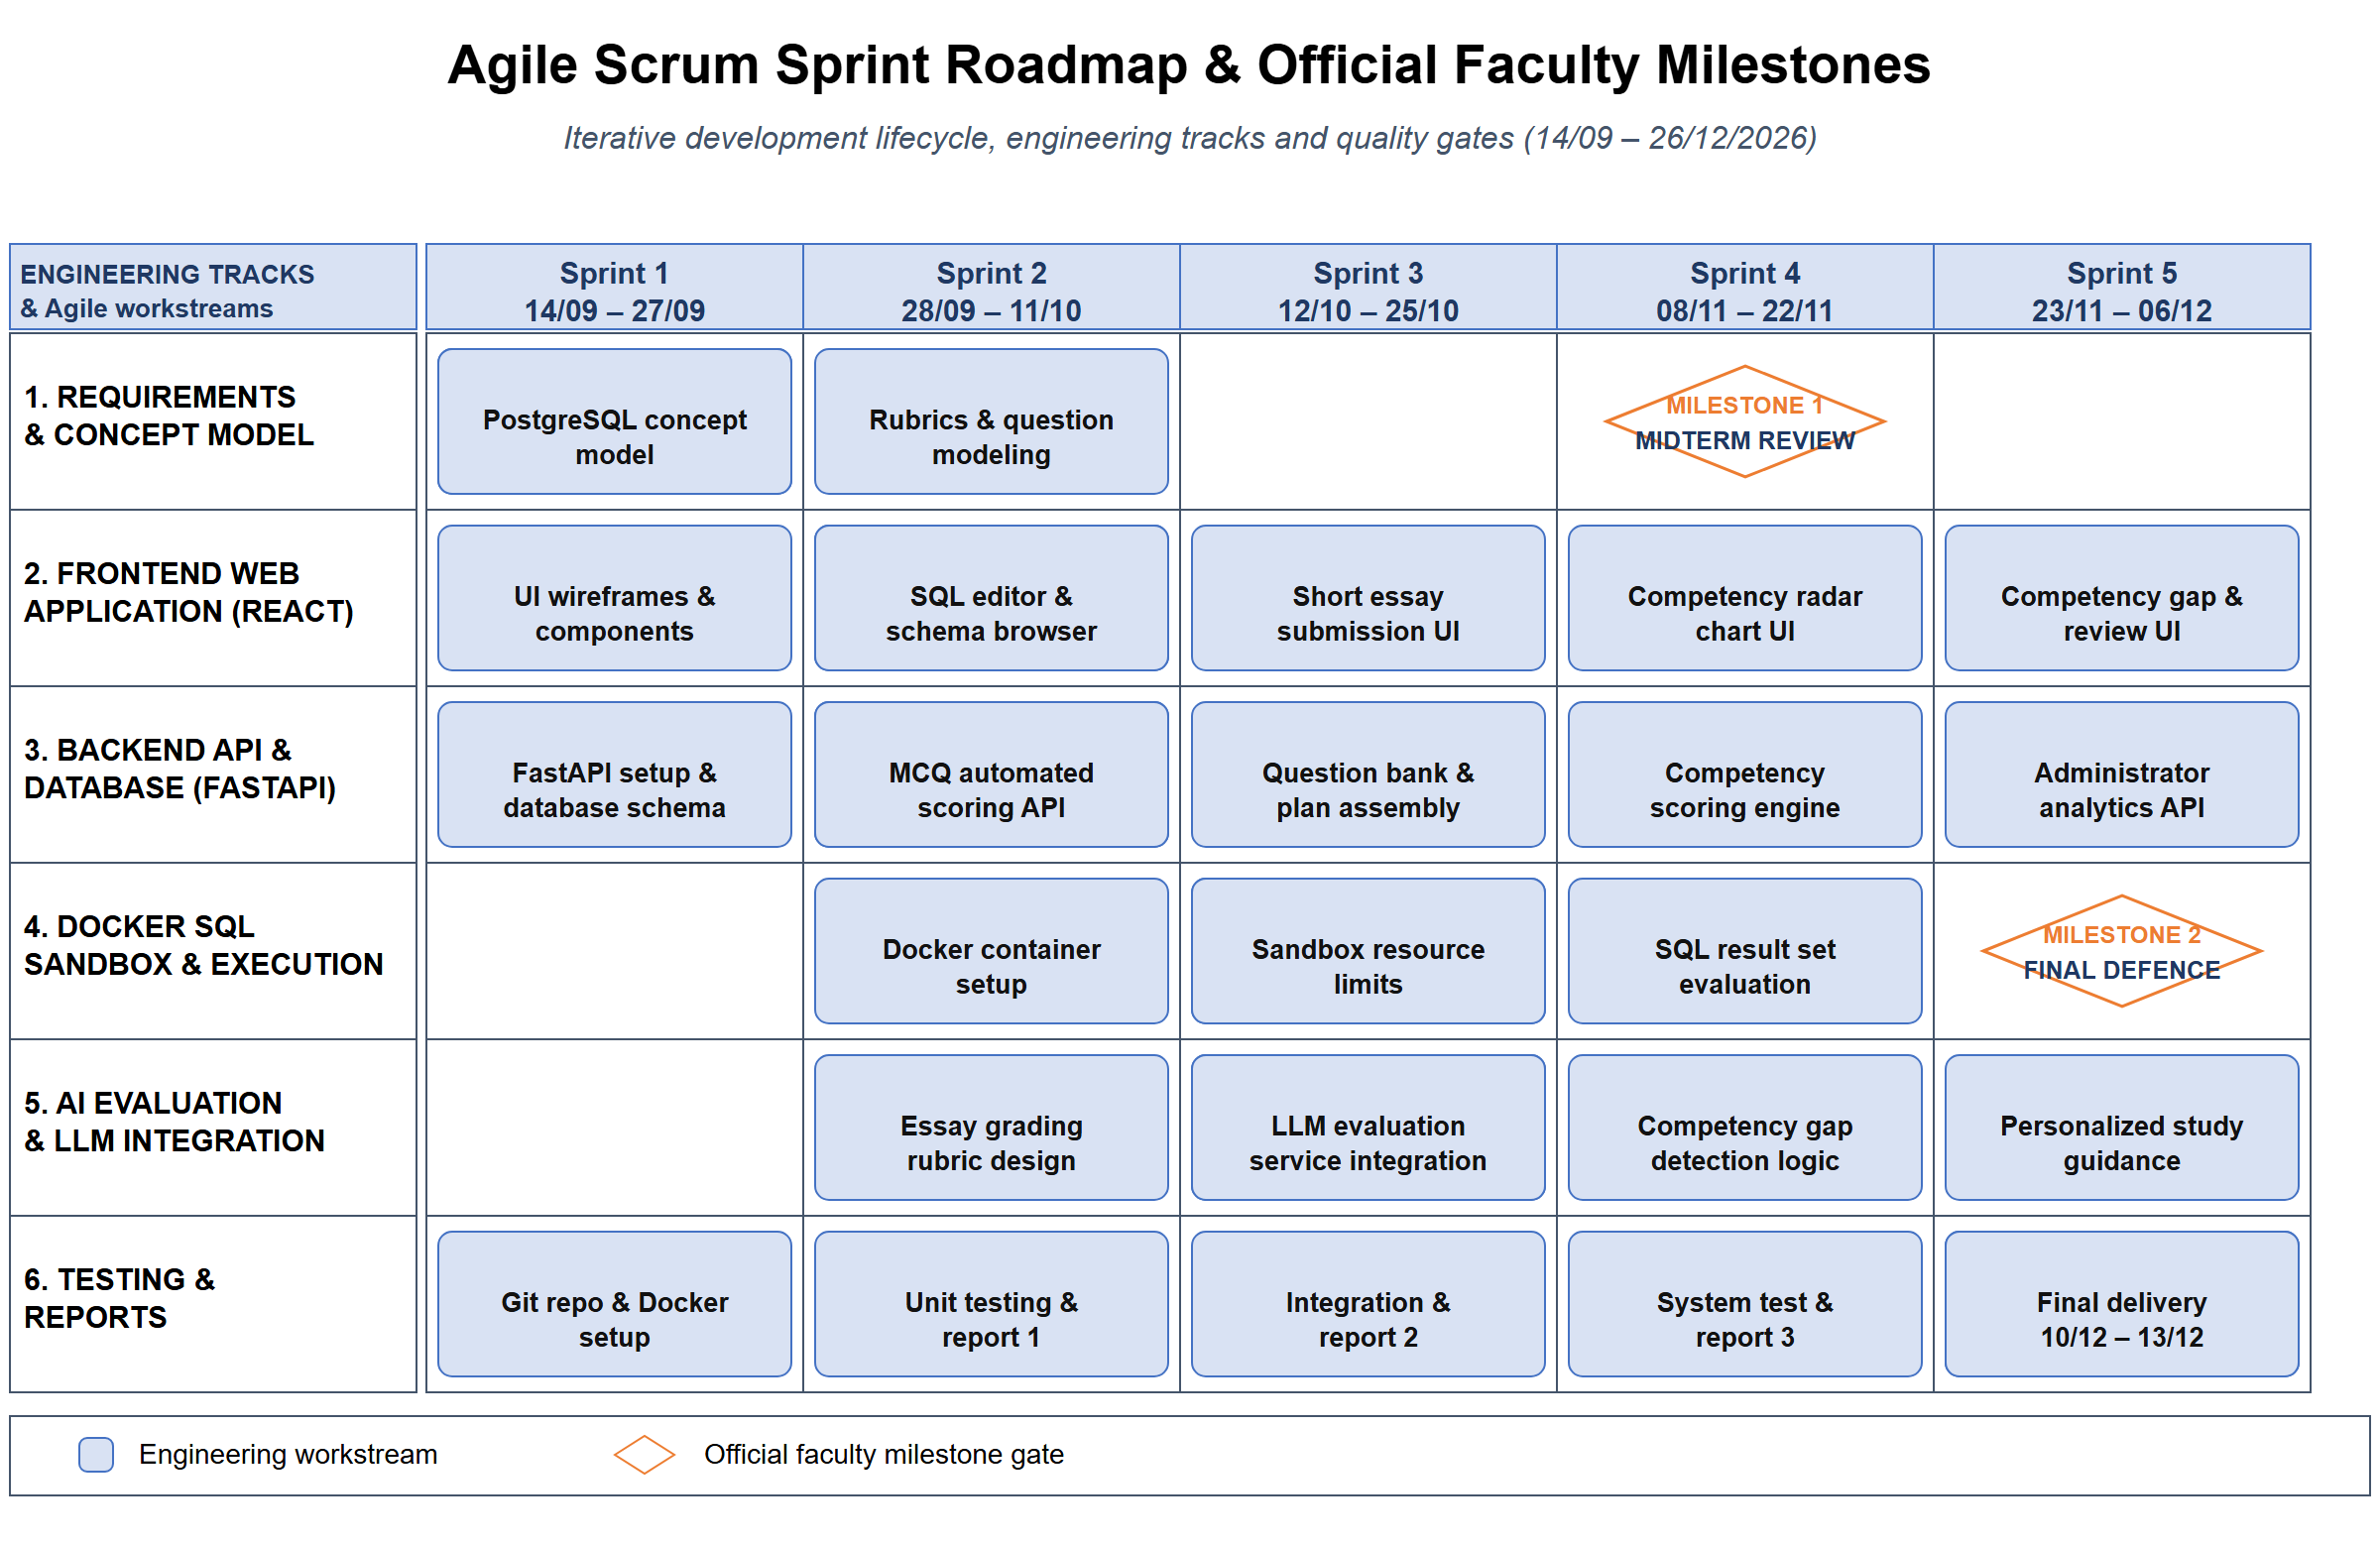 Agile Scrum Sprint Roadmap & Official Faculty Milestones
Iterative development lifecycle, engineering tracks and quality gates (14/09 – 26/12/2026)
ENGINEERING TRACKS
& Agile workstreams
Sprint 1
14/09 – 27/09
Sprint 2
28/09 – 11/10
Sprint 3
12/10 – 25/10
Sprint 4
08/11 – 22/11
Sprint 5
23/11 – 06/12
1. REQUIREMENTS
& CONCEPT MODEL
PostgreSQL concept
model
Rubrics & question
modeling
MILESTONE 1
MIDTERM REVIEW
2. FRONTEND WEB
APPLICATION (REACT)
UI wireframes &
components
SQL editor &
schema browser
Short essay
submission UI
Competency radar
chart UI
Competency gap &
review UI
3. BACKEND API &
DATABASE (FASTAPI)
FastAPI setup &
database schema
MCQ automated
scoring API
Question bank &
plan assembly
Competency
scoring engine
Administrator
analytics API
4. DOCKER SQL
SANDBOX & EXECUTION
Docker container
setup
Sandbox resource
limits
SQL result set
evaluation
MILESTONE 2
FINAL DEFENCE
5. AI EVALUATION
& LLM INTEGRATION
Essay grading
rubric design
LLM evaluation
service integration
Competency gap
detection logic
Personalized study
guidance
6. TESTING &
REPORTS
Git repo & Docker
setup
Unit testing &
report 1
Integration &
report 2
System test &
report 3
Final delivery
10/12 – 13/12
Engineering workstream
Official faculty milestone gate